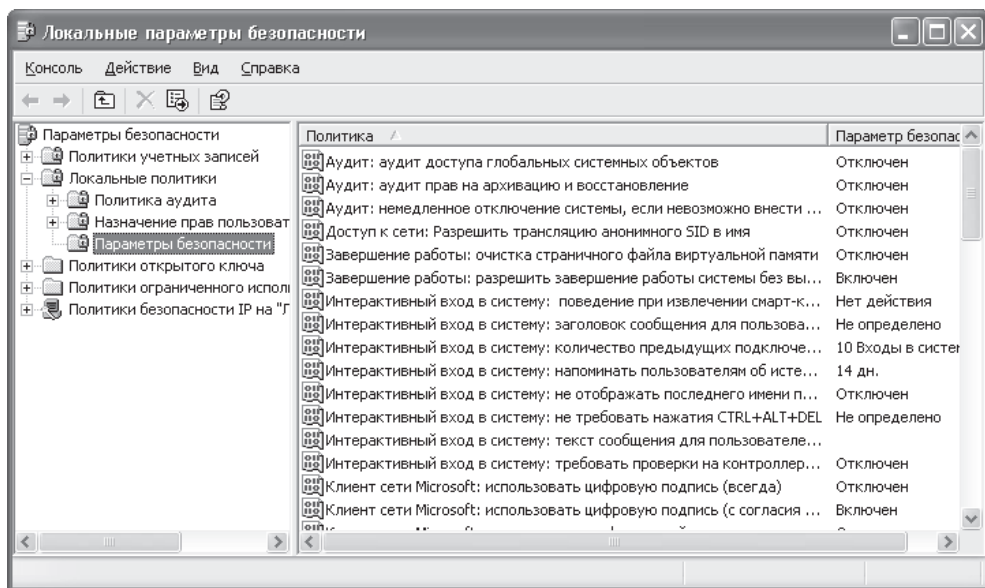 Локальные параметры безопасности
Консоль Действие Вид Справка
Параметры безопасности
Политики учетных записей
Локальные политики
Политика аудита
Назначение прав пользоват
Параметры безопасности
Политики открытого ключа
Политики ограниченного исполь
Политики безопасности IP на "Л
Политика Параметр безопас
Аудит: аудит доступа глобальных системных объектов Отключен
Аудит: аудит прав на архивацию и восстановление Отключен
Аудит: немедленное отключение системы, если невозможно внести ... Отключен
Доступ к сети: Разрешить трансляцию анонимного SID в имя Отключен
Завершение работы: очистка страничного файла виртуальной памяти Отключен
Завершение работы: разрешить завершение работы системы без вы... Включен
Интерактивный вход в систему: поведение при извлечении смарт-к... Нет действия
Интерактивный вход в систему: заголовок сообщения для пользова... Не определено
Интерактивный вход в систему: количество предыдущих подключе... 10 Входы в систем
Интерактивный вход в систему: напоминать пользователям об исте... 14 дн.
Интерактивный вход в систему: не отображать последнего имени п... Отключен
Интерактивный вход в систему: не требовать нажатия CTRL+ALT+DEL Не определено
Интерактивный вход в систему: текст сообщения для пользователе...
Интерактивный вход в систему: требовать проверки на контроллер... Отключен
Клиент сети Microsoft: использовать цифровую подпись (всегда) Отключен
Клиент сети Microsoft: использовать цифровую подпись (с согласия ... Включен